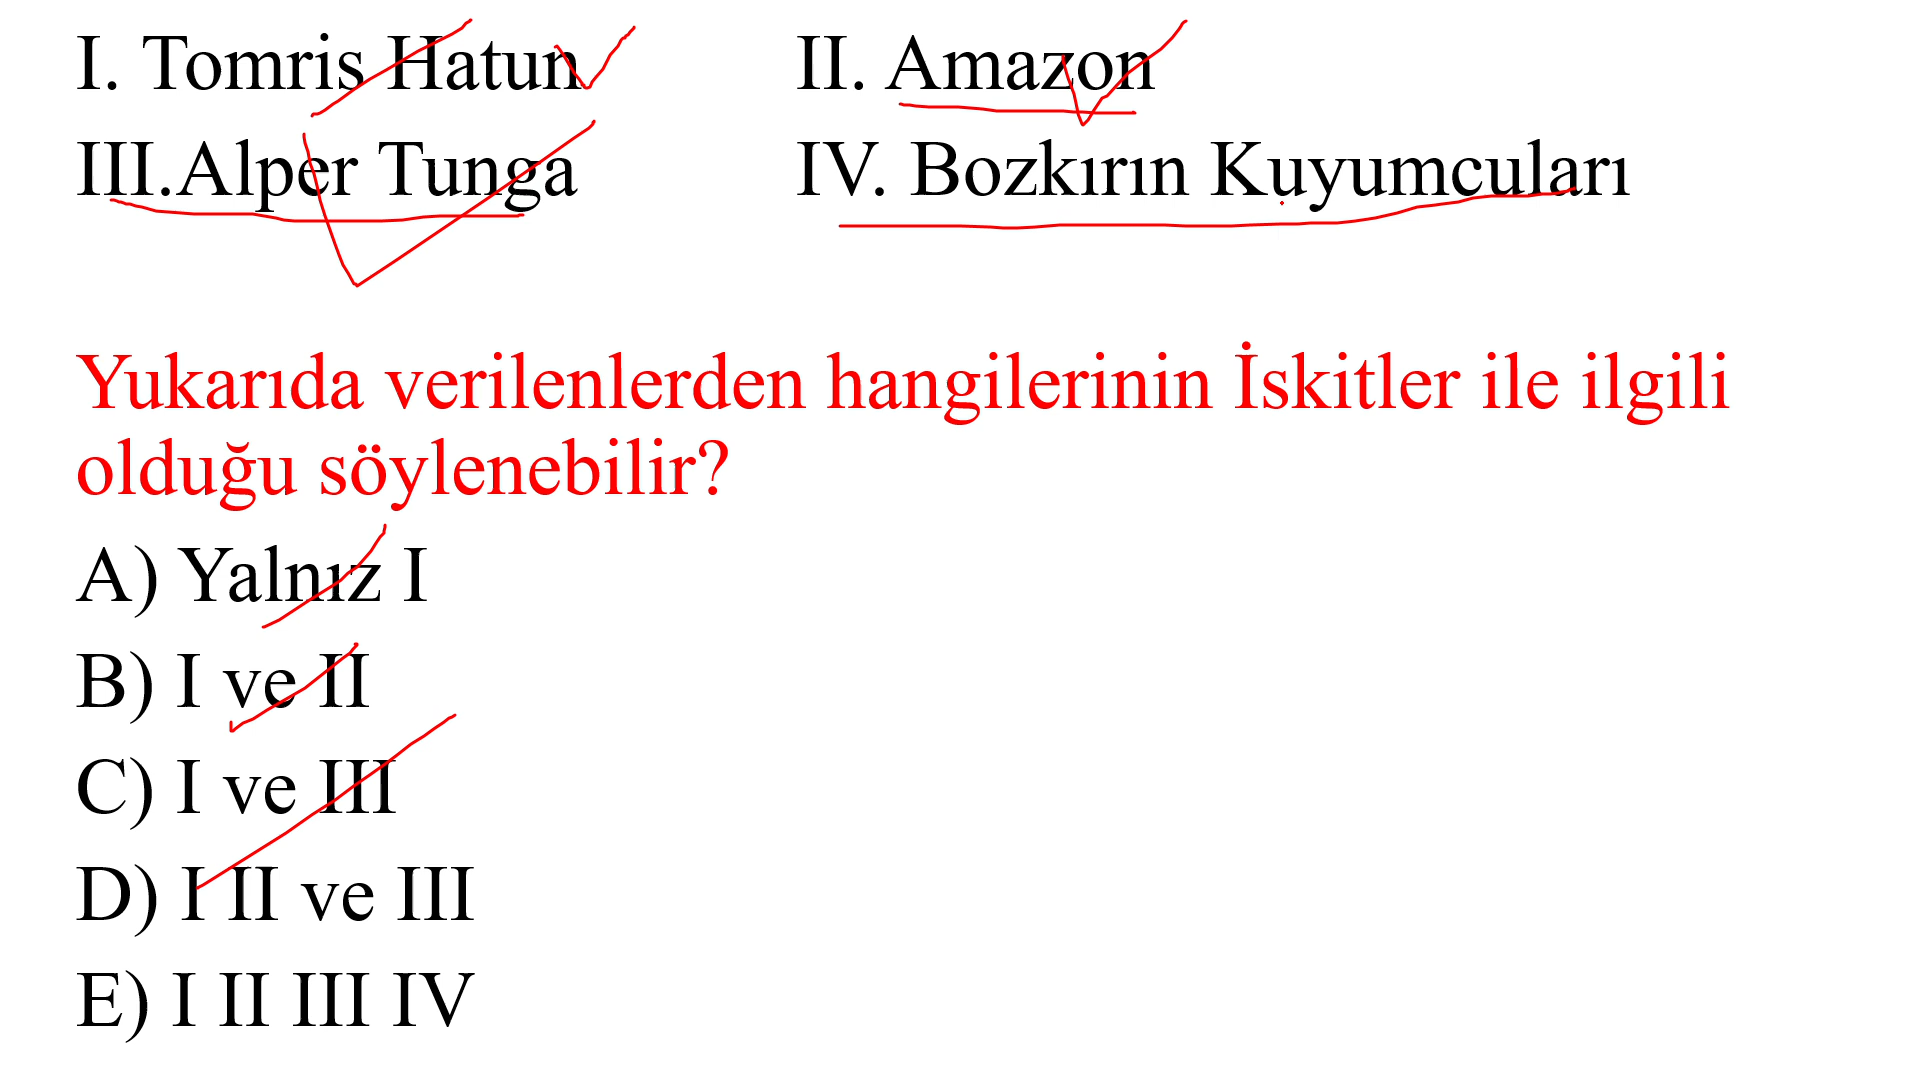 I. Tomris Hatun II. Amazon
III.Alper Tunga IV. Bozkırın Kuyumcuları
Yukarıda verilenlerden hangilerinin İskitler ile ilgili
olduğu söylenebilir?
A) Yalnız I
B) I ve II
C) I ve III
D) I II ve III
E) I II III IV